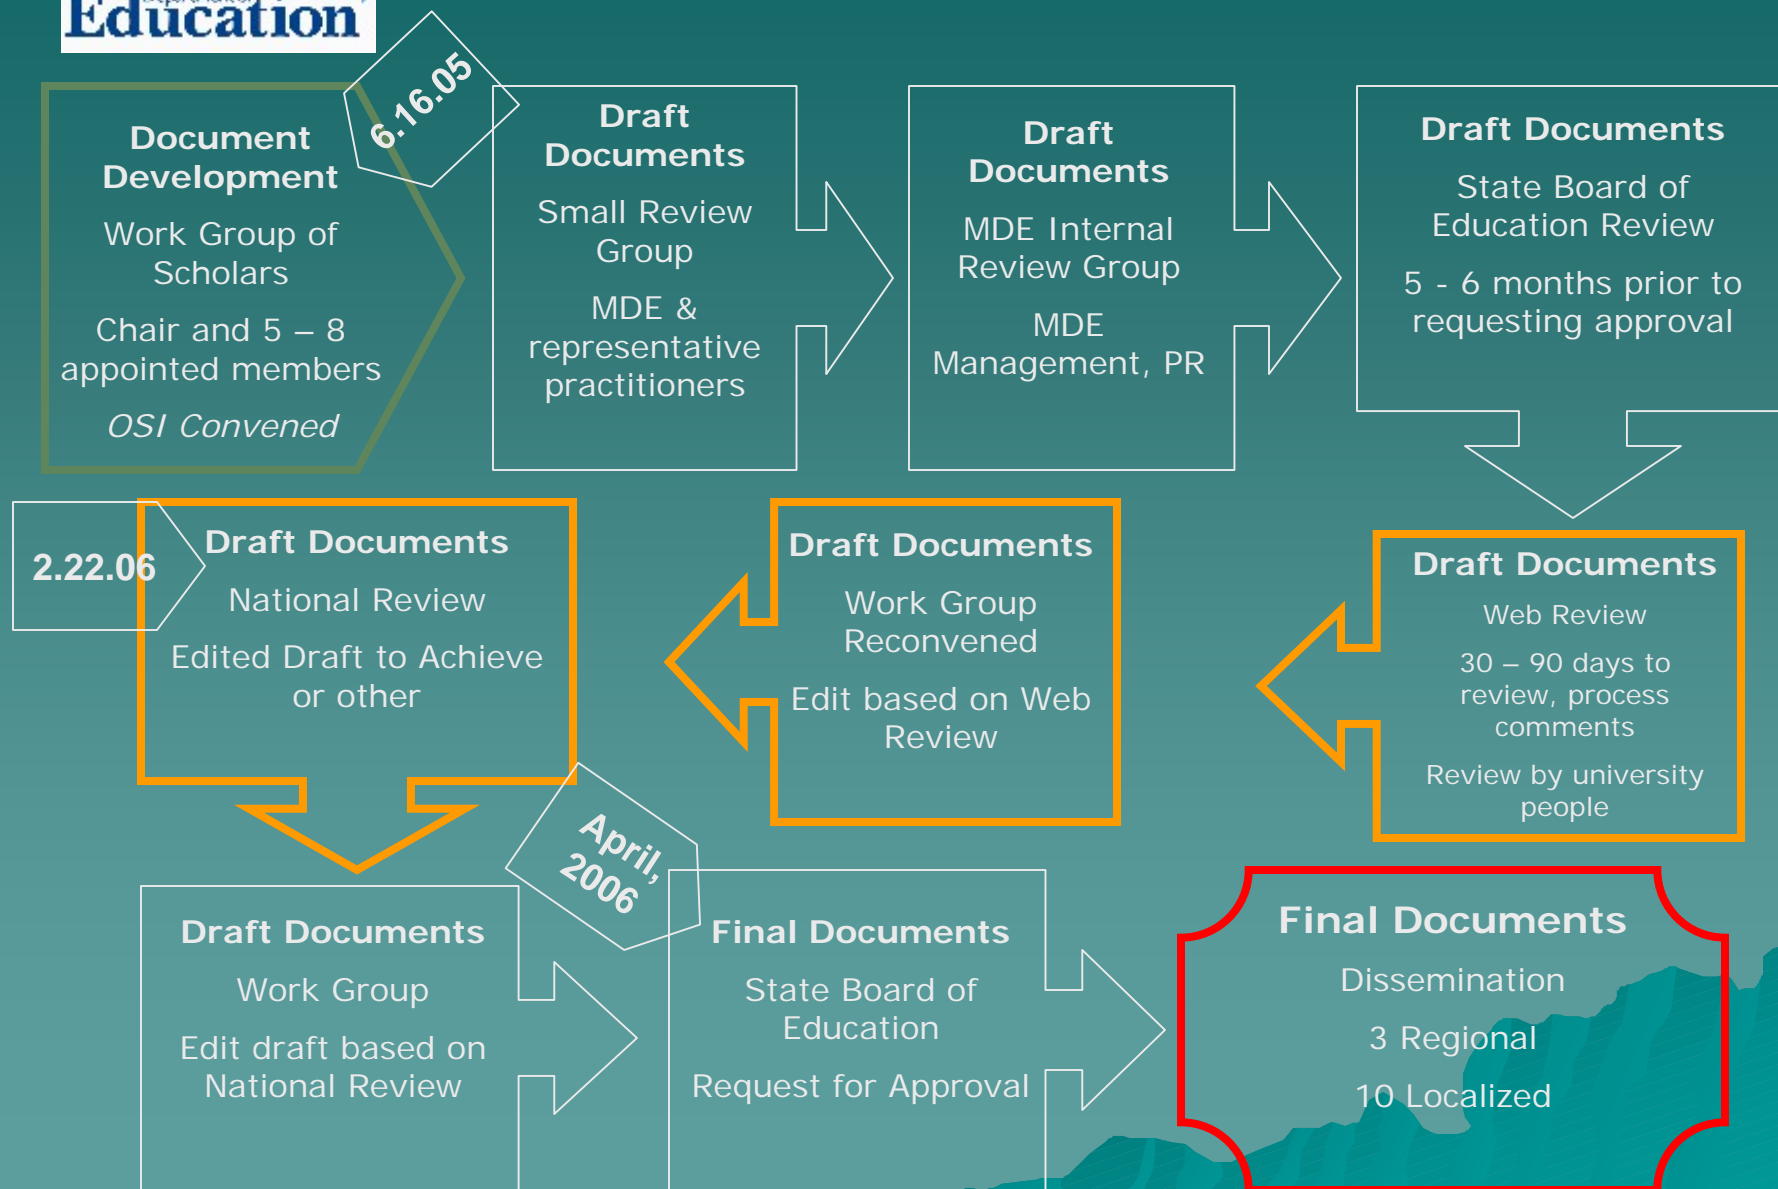 Education
6.16.05
Document
Development
Work Group of
Scholars
Chair and 5 – 8
appointed members
OSI Convened
Draft
Documents
Small Review
Group
MDE &
representative
practitioners
Draft
Documents
MDE Internal
Review Group
MDE
Management, PR
Draft Documents
State Board of
Education Review
5 - 6 months prior to
requesting approval
Draft Documents
Web Review
30 – 90 days to
review, process
comments
Review by university
people
Draft Documents
Work Group
Reconvened
Edit based on Web
Review
2.22.06
Draft Documents
National Review
Edited Draft to Achieve
or other
Draft Documents
Work Group
Edit draft based on
National Review
April,
2006
Final Documents
State Board of
Education
Request for Approval
Final Documents
Dissemination
3 Regional
10 Localized